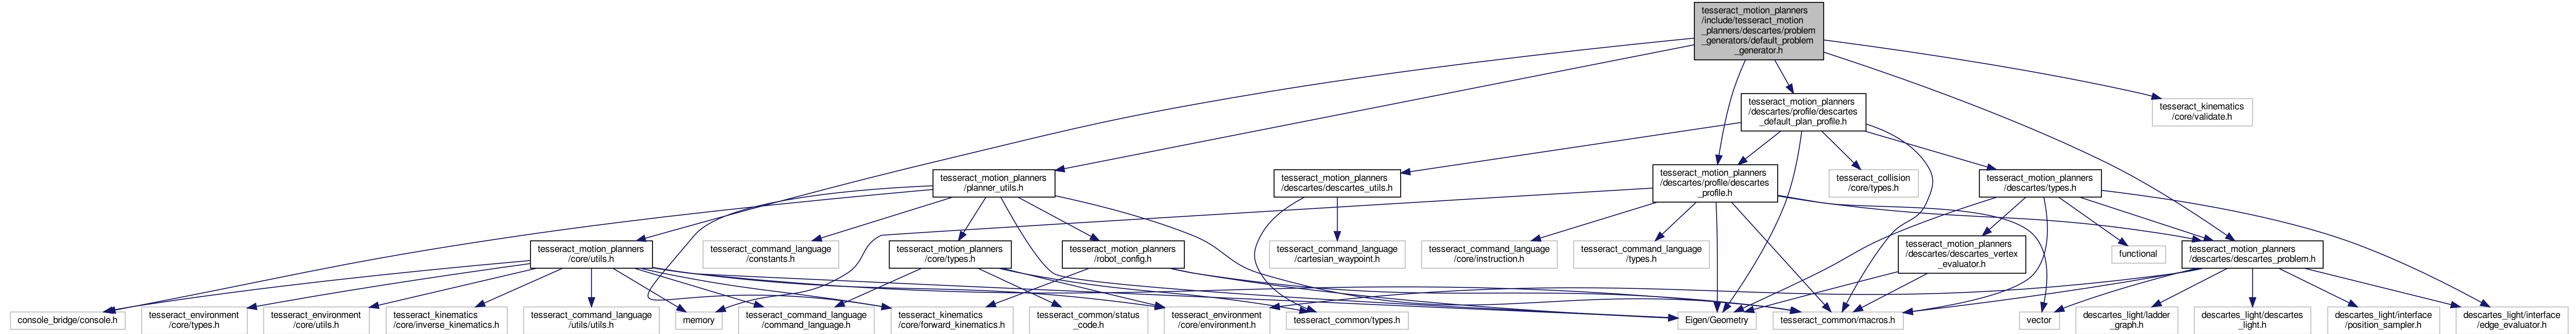 tesseract_motion_planners
/include/tesseract_motion
_planners/descartes/problem
_generators/default_problem
_generator.h
tesseract_motion_planners
/descartes/profile/descartes
_default_plan_profile.h
tesseract_kinematics
/core/validate.h
tesseract_motion_planners
/planner_utils.h
tesseract_motion_planners
/descartes/descartes_utils.h
tesseract_motion_planners
/descartes/profile/descartes
_profile.h
tesseract_collision
/core/types.h
tesseract_motion_planners
/descartes/types.h
tesseract_motion_planners
/core/utils.h
tesseract_command_language
/constants.h
tesseract_motion_planners
/core/types.h
tesseract_motion_planners
/robot_config.h
tesseract_command_language
/cartesian_waypoint.h
tesseract_command_language
/core/instruction.h
tesseract_command_language
/types.h
tesseract_motion_planners
/descartes/descartes_vertex
_evaluator.h
functional
tesseract_motion_planners
/descartes/descartes_problem.h
console_bridge/console.h
tesseract_environment
/core/types.h
tesseract_environment
/core/utils.h
tesseract_kinematics
/core/inverse_kinematics.h
tesseract_command_language
/utils/utils.h
memory
tesseract_command_language
/command_language.h
tesseract_kinematics
/core/forward_kinematics.h
tesseract_common/status
_code.h
tesseract_environment
/core/environment.h
tesseract_common/types.h
Eigen/Geometry
tesseract_common/macros.h
vector
descartes_light/ladder
_graph.h
descartes_light/descartes
_light.h
descartes_light/interface
/position_sampler.h
descartes_light/interface
/edge_evaluator.h